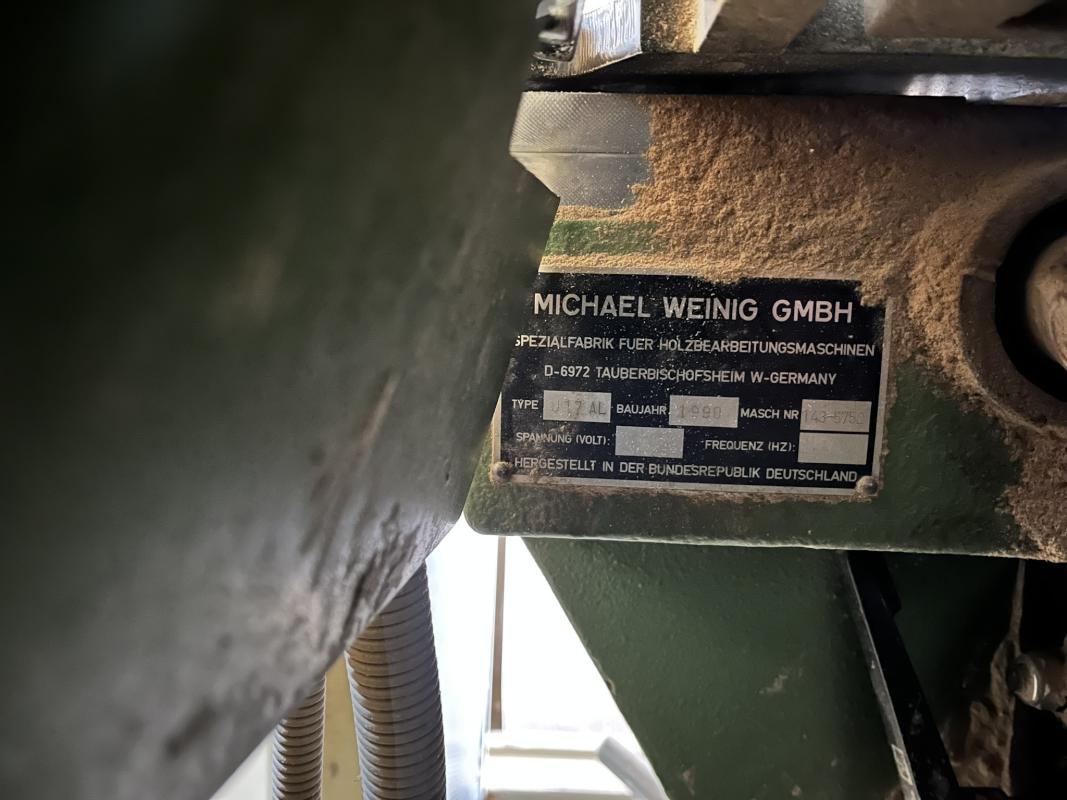 MICHAEL WEINIG GMBH
SPEZIALFABRIK FUER HOLZBEARBEITUNGSMASCHINEN
D-6972 TAUBERBISCHOFSHEIM W-GERMANY
TYPE U17AL BAUJAHR 1990 MASCH NR
SPANNUNG (VOLT): FREQUENZ (HZ):
HERGESTELLT IN DER BUNDESREPUBLIK DEUTSCHLAND